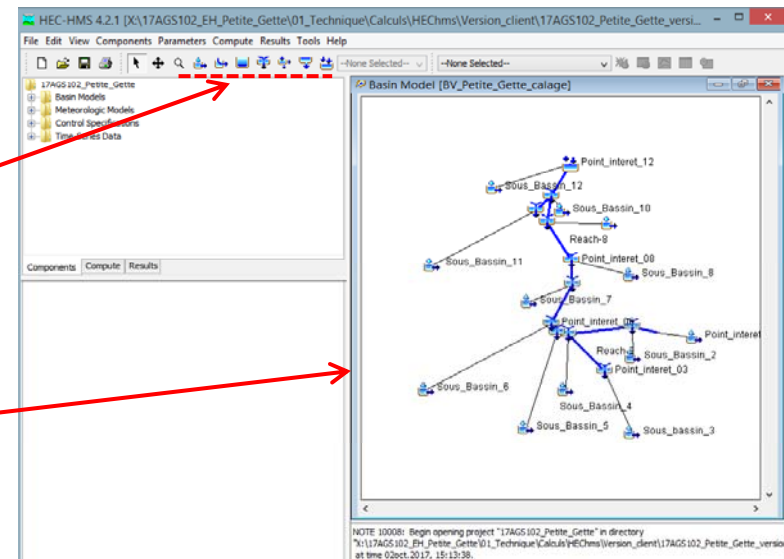 HEC-HMS 4.2.1 [X:\17AGS102_EH_Petite_Gette\01_Technique\Calculs\HEChms\Version_client\17AGS102_Petite_Gette_versi...
File Edit View Components Parameters Compute Results Tools Help
--None Selected-- --None Selected--
17AGS102_Petite_Gette
Basin Models
Meteorologic Models
Control Specifications
Time-Series Data
Components Compute Results
Basin Model [BV_Petite_Gette_calage]
Point_interet_12
Sous_Bassin_12
Sous_Bassin_10
Reach-8
Sous_Bassin_11
Point_interet_08
Sous_Bassin_8
Sous_Bassin_7
Point_interet_06
Point_interet
Reach-
Sous_Bassin_2
Point_interet_03
Sous_Bassin_6
Sous_Bassin_4
Sous_Bassin_5
Sous_bassin_3
NOTE 10008: Begin opening project "17AGS102_Petite_Gette" in directory
"X:\17AGS102_EH_Petite_Gette\01_Technique\Calculs\HEChms\Version_client\17AGS102_Petite_Gette_versio
at time 02oct.2017, 15:13:38.